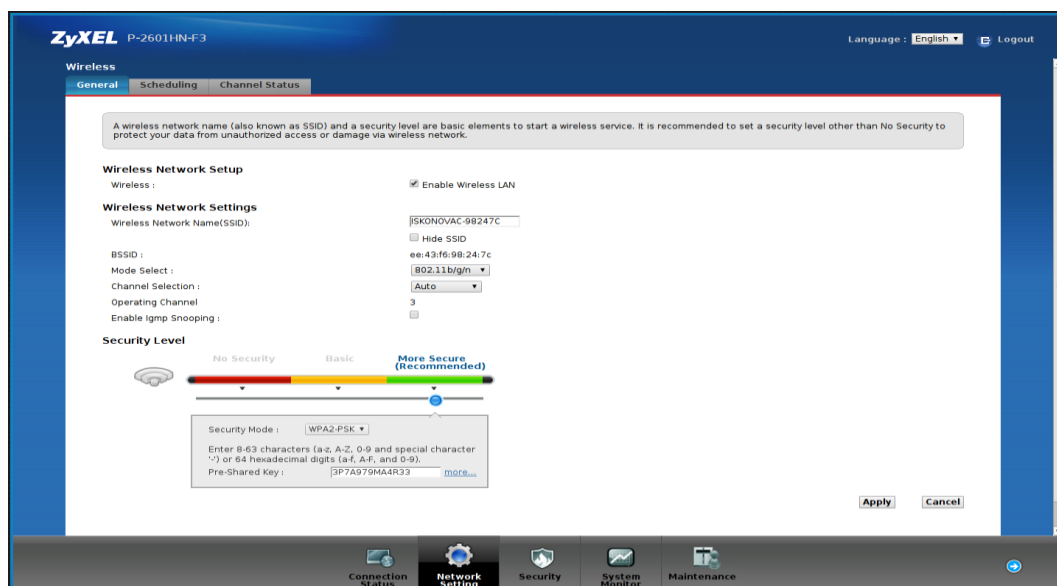 ZyXEL P-2601HN-F3
Language : English
Logout
Wireless
General Scheduling Channel Status
A wireless network name (also known as SSID) and a security level are basic elements to start a wireless service. It is recommended to set a security level other than No Security to
protect your data from unauthorized access or damage via wireless network.
Wireless Network Setup
Wireless : Enable Wireless LAN
Wireless Network Settings
Wireless Network Name(SSID): ISKONOVAC-98247C
Hide SSID
BSSID : ee:43:f6:98:24:7c
Mode Select : 802.11b/g/n
Channel Selection : Auto
Operating Channel 3
Enable Igmp Snooping :
Security Level
No Security Basic More Secure
(Recommended)
Security Mode : WPA2-PSK
Enter 8-63 characters (a-z, A-Z, 0-9 and special character
'-') or 64 hexadecimal digits (a-f, A-F, and 0-9).
Pre-Shared Key : 3P7A979MA4R33 more...
Apply Cancel
Connection
Status
Network
Setting
Security
System
Monitor
Maintenance